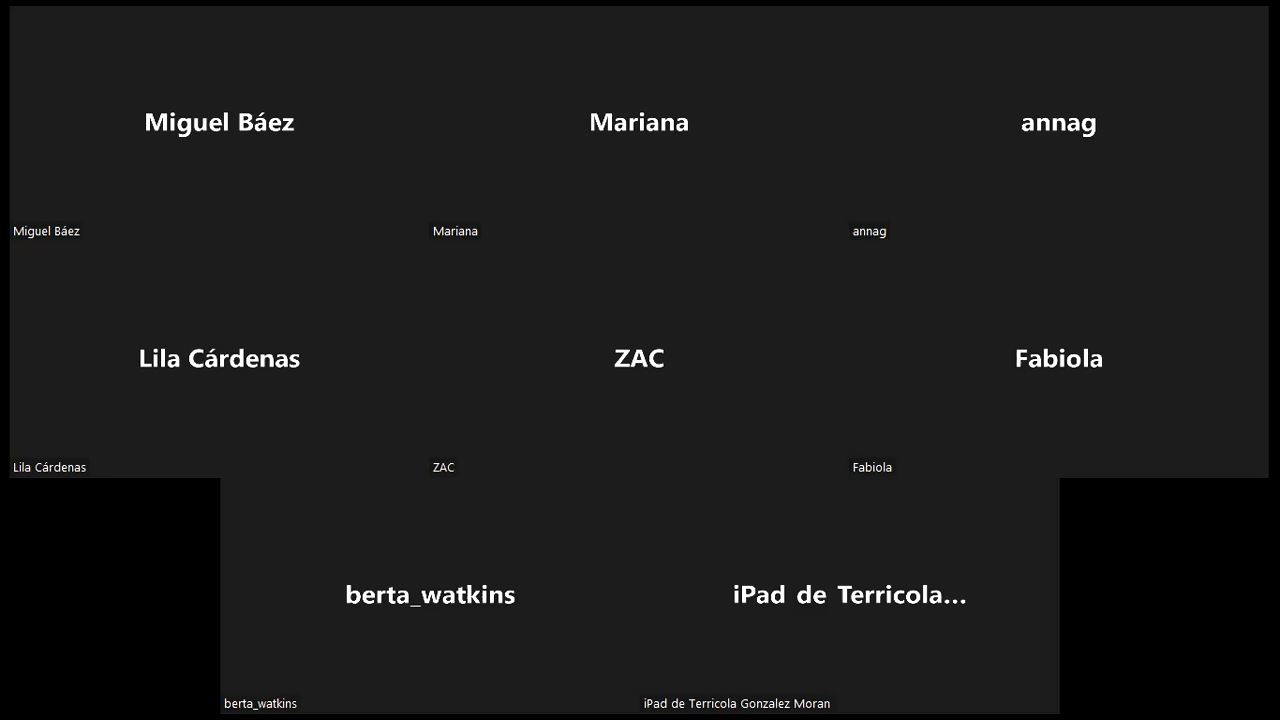 Miguel Báez
Mariana
annag
Miguel Báez
Mariana
annag
Lila Cárdenas
ZAC
Fabiola
Lila Cárdenas
ZAC
Fabiola
berta_watkins
iPad de Terricola...
berta_watkins
iPad de Terricola Gonzalez Moran